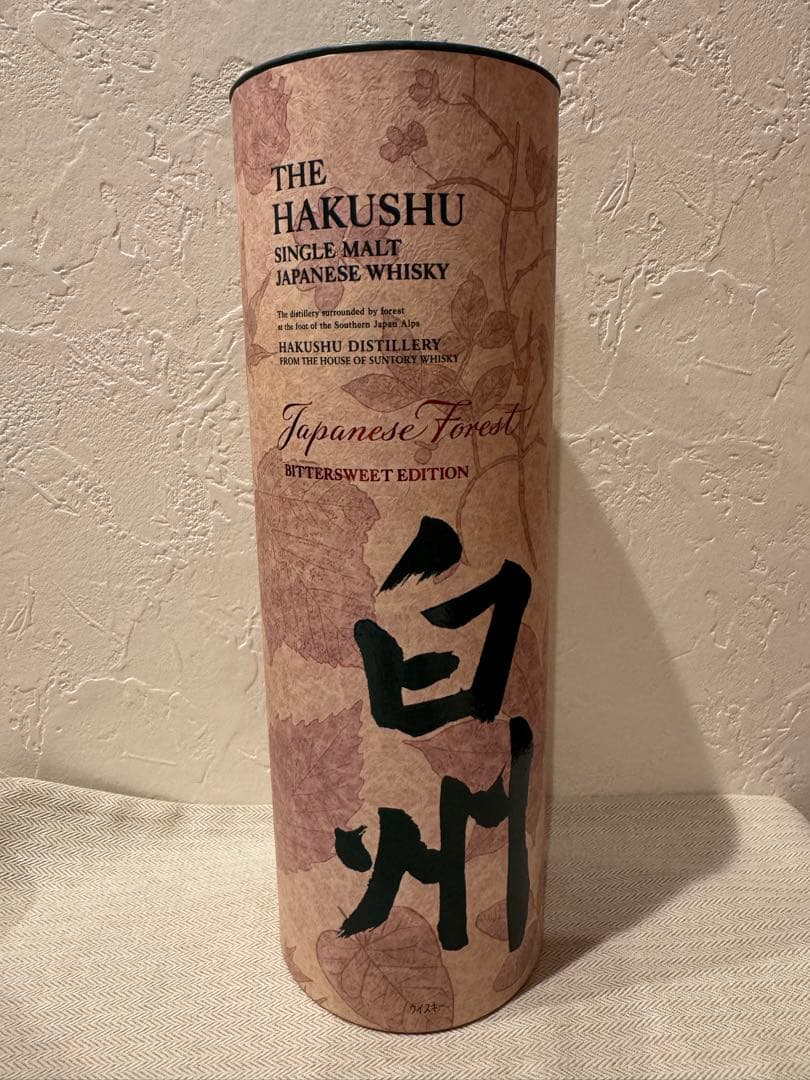 THE
HAKUSHU
SINGLE MALT
JAPANESE WHISKY
The distillery surrounded by forest
at the foot of the Southern Japan Alps
HAKUSHU DISTILLERY
FROM THE HOUSE OF SUNTORY WHISKY
Japanese Forest
BITTERSWEET EDITION
白
州
ウイスキー